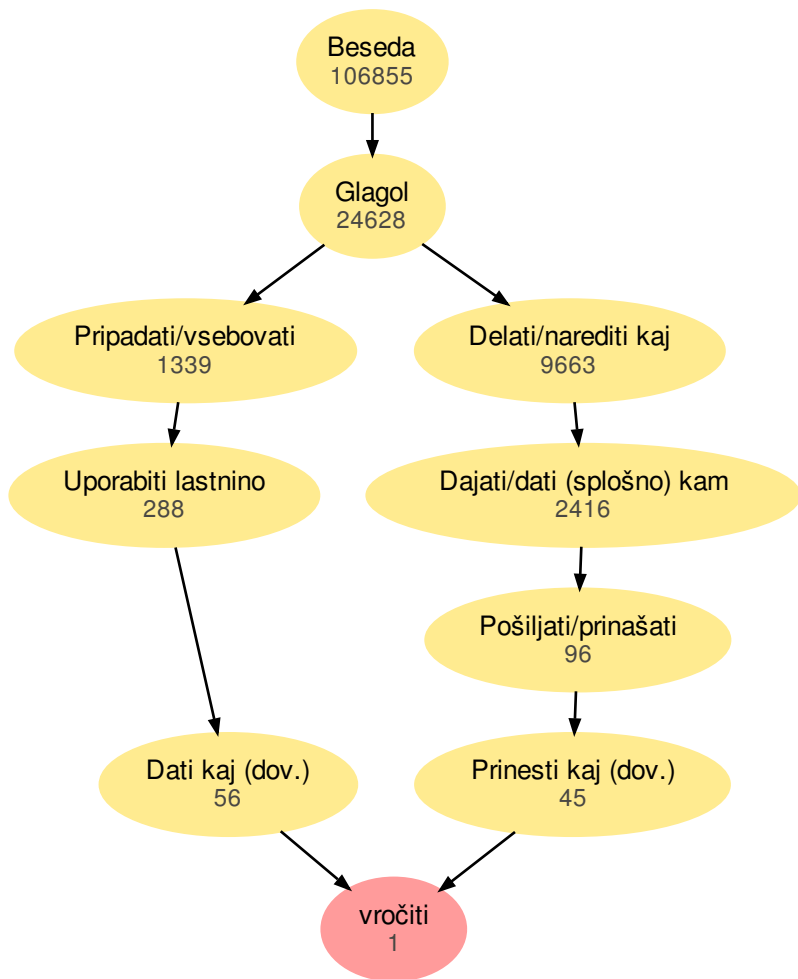 Beseda
106855
Glagol
24628
Pripadati/vsebovati
1339
Delati/narediti kaj
9663
Uporabiti lastnino
288
Dajati/dati (splošno) kam
2416
Pošiljati/prinašati
96
Dati kaj (dov.)
56
Prinesti kaj (dov.)
45
vročiti
1